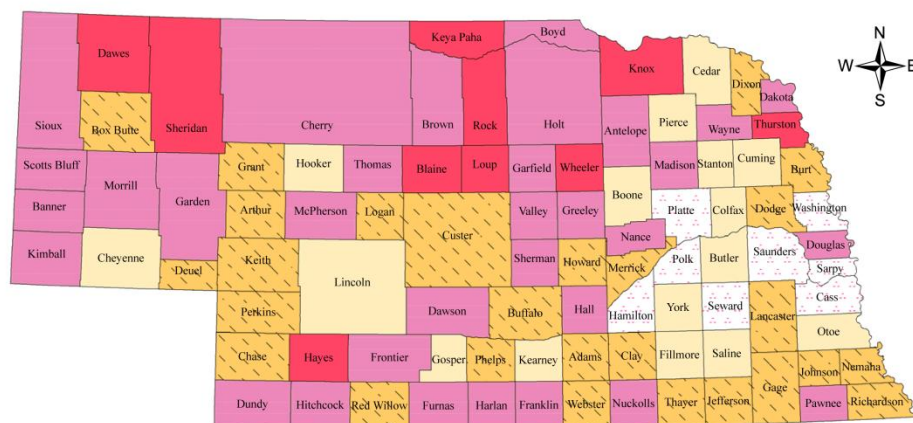 N
W E
S
Dawes
Keya Paha
Boyd
Knox
Cedar
Dixon
Dakota
Sioux
Box Butte
Sheridan
Cherry
Brown
Rock
Holt
Antelope
Pierce
Wayne
Thurston
Scotts Bluff
Morrill
Garden
Grant
Hooker
Thomas
Blaine
Loup
Garfield
Wheeler
Madison
Stanton
Cuming
Burt
Banner
Arthur
McPherson
Logan
Custer
Valley
Greeley
Boone
Platte
Colfax
Dodge
Washington
Kimball
Cheyenne
Deuel
Keith
Lincoln
Sherman
Howard
Nance
Merrick
Polk
Butler
Saunders
Douglas
Sarpy
Perkins
Dawson
Buffalo
Hall
Hamilton
York
Seward
Lancaster
Cass
Otoe
Chase
Hayes
Frontier
Gosper
Phelps
Kearney
Adams
Clay
Fillmore
Saline
Johnson
Nemaha
Dundy
Hitchcock
Red Willow
Furnas
Harlan
Franklin
Webster
Nuckolls
Thayer
Jefferson
Gage
Pawnee
Richardson